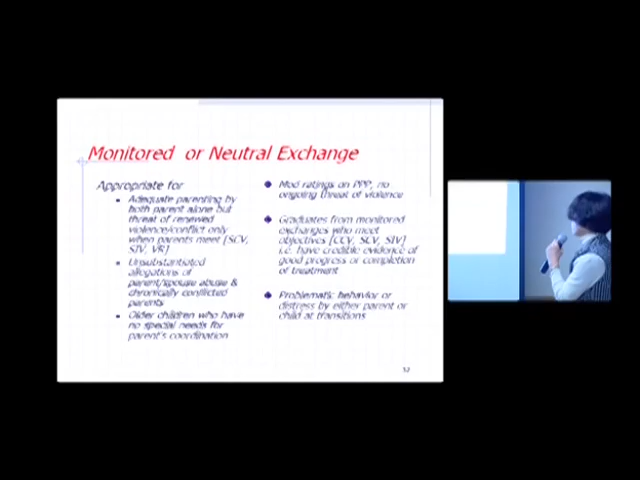 Monitored or Neutral Exchange
Appropriate for
Adequate parenting by
both parent alone but
threat of renewed
violence/conflict only
when parents meet [SCV,
SIV, VR]
Unsubstantiated
allegations of
parent/spouse abuse &
chronically conflicted
parents
Older children who have
no special needs for
parent's coordination
Mod ratings on PPP, no
ongoing threat of violence
Graduates from monitored
exchanges who meet
objectives [CCV, SCV, SIV]
i.e. have credible evidence of
good progress or completion
of treatment
Problematic behavior or
distress by either parent or
child at transitions
52